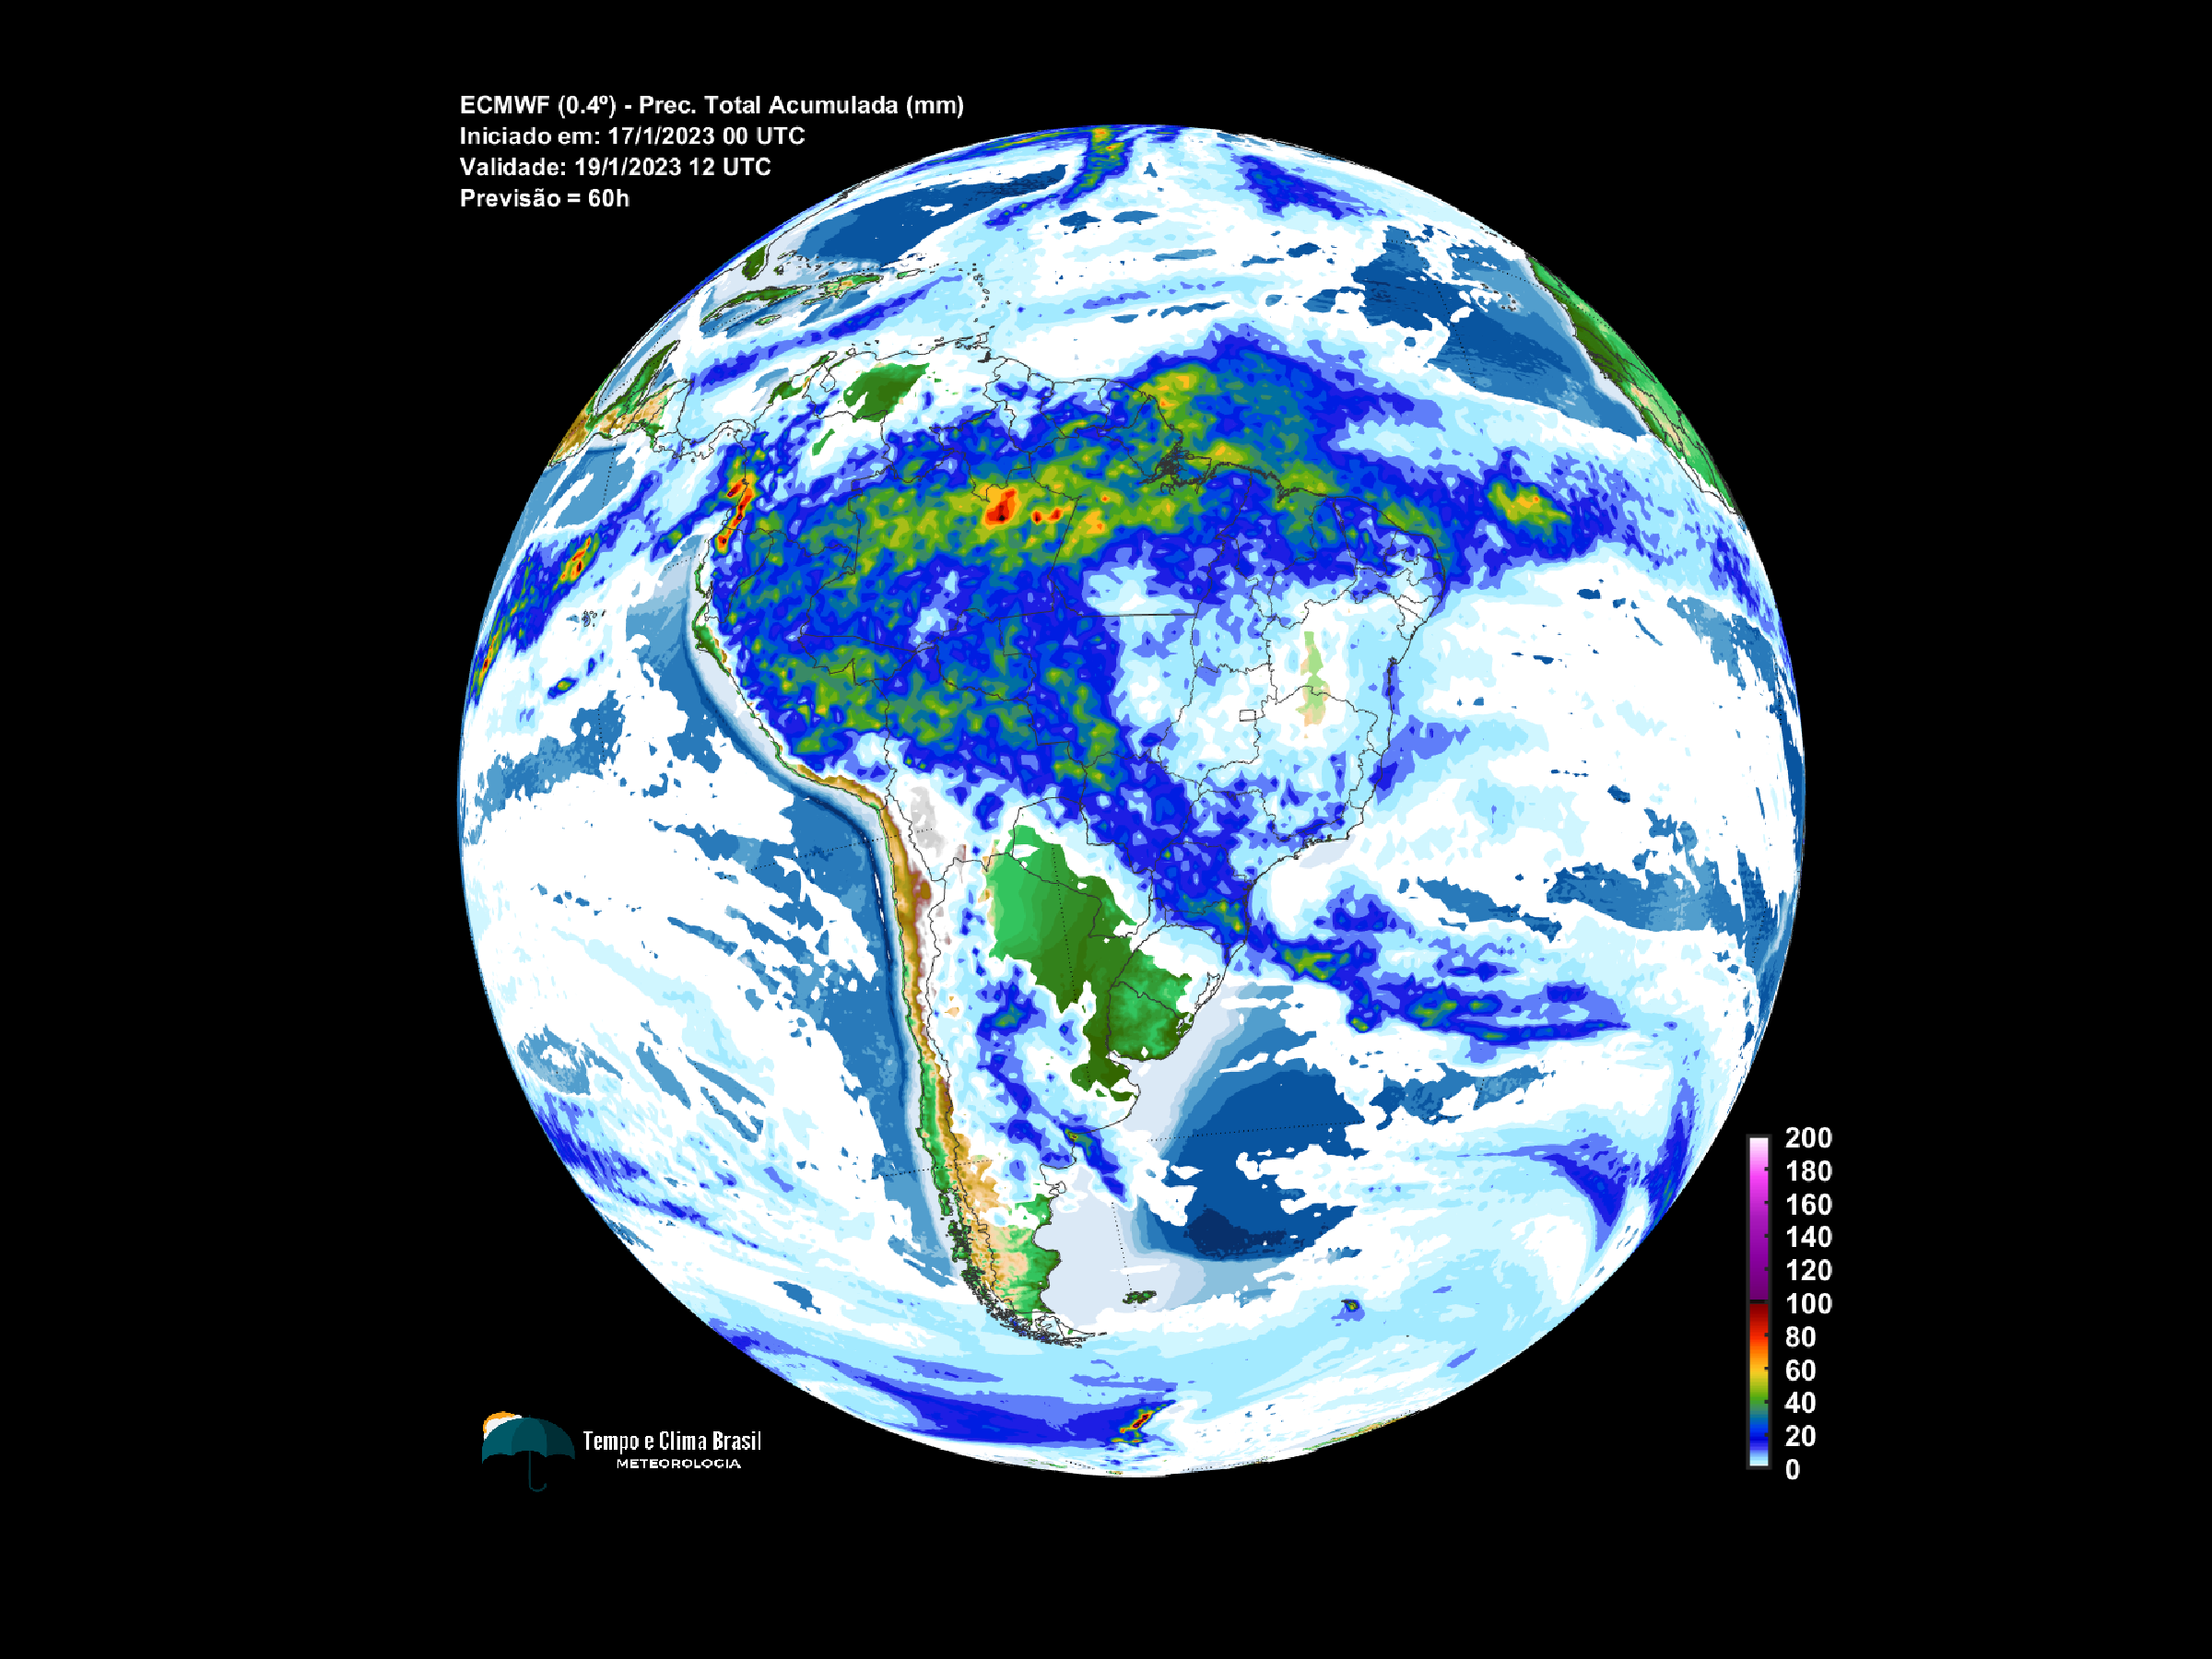 ECMWF (0.4º) - Prec. Total Acumulada (mm)
Iniciado em: 17/1/2023 00 UTC
Validade: 19/1/2023 12 UTC
Previsão = 60h
200
180
160
140
120
100
80
60
40
20
0
Tempo e Clima Brasil
METEOROLOGIA